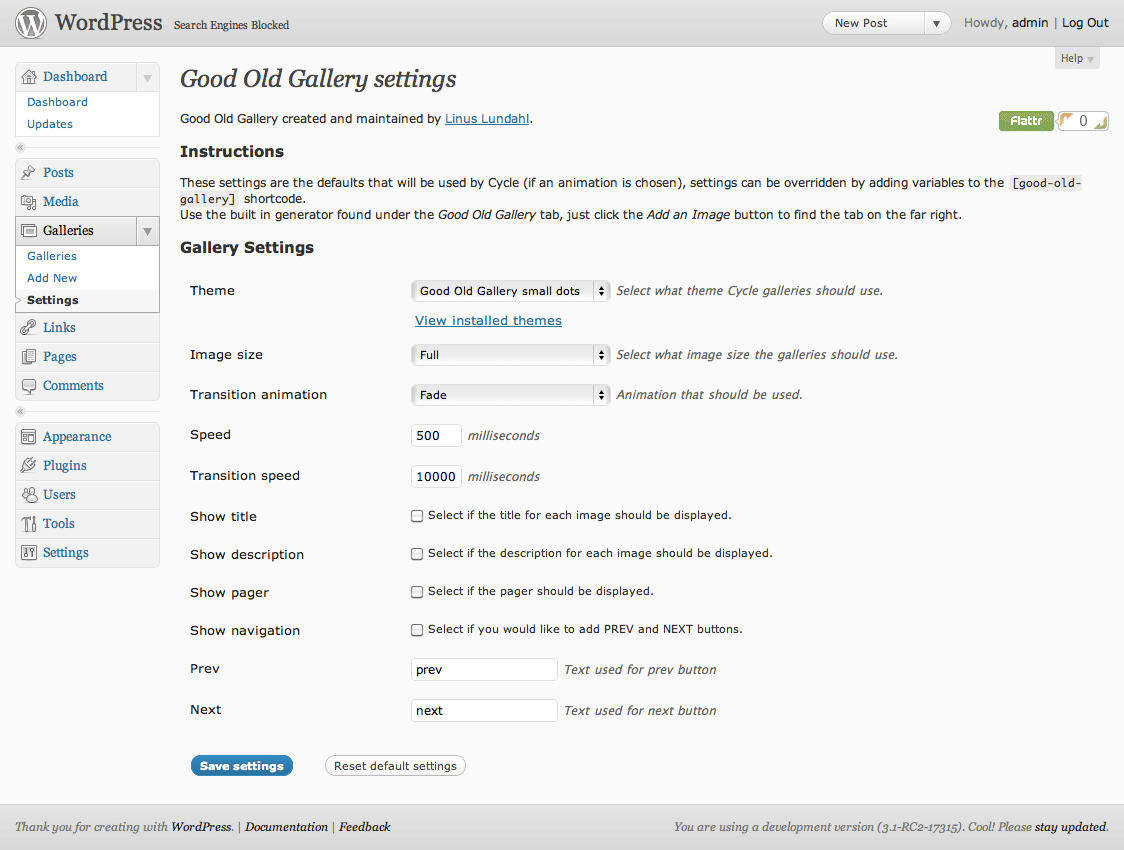 WordPress Search Engines Blocked
New Post
Howdy, admin | Log Out
Help
Dashboard
Dashboard
Updates
Posts
Media
Galleries
Galleries
Add New
Settings
Links
Pages
Comments
Appearance
Plugins
Users
Tools
Settings
Good Old Gallery settings
Good Old Gallery created and maintained by Linus Lundahl.
Flattr 0
Instructions
These settings are the defaults that will be used by Cycle (if an animation is chosen), settings can be overridden by adding variables to the [good-old-
gallery] shortcode.
Use the built in generator found under the Good Old Gallery tab, just click the Add an Image button to find the tab on the far right.
Gallery Settings
Theme Good Old Gallery small dots Select what theme Cycle galleries should use.
View installed themes
Image size Full Select what image size the galleries should use.
Transition animation Fade Animation that should be used.
Speed 500 milliseconds
Transition speed 10000 milliseconds
Show title Select if the title for each image should be displayed.
Show description Select if the description for each image should be displayed.
Show pager Select if the pager should be displayed.
Show navigation Select if you would like to add PREV and NEXT buttons.
Prev prev Text used for prev button
Next next Text used for next button
Save settings Reset default settings
Thank you for creating with WordPress. | Documentation | Feedback
You are using a development version (3.1-RC2-17315). Cool! Please stay updated.